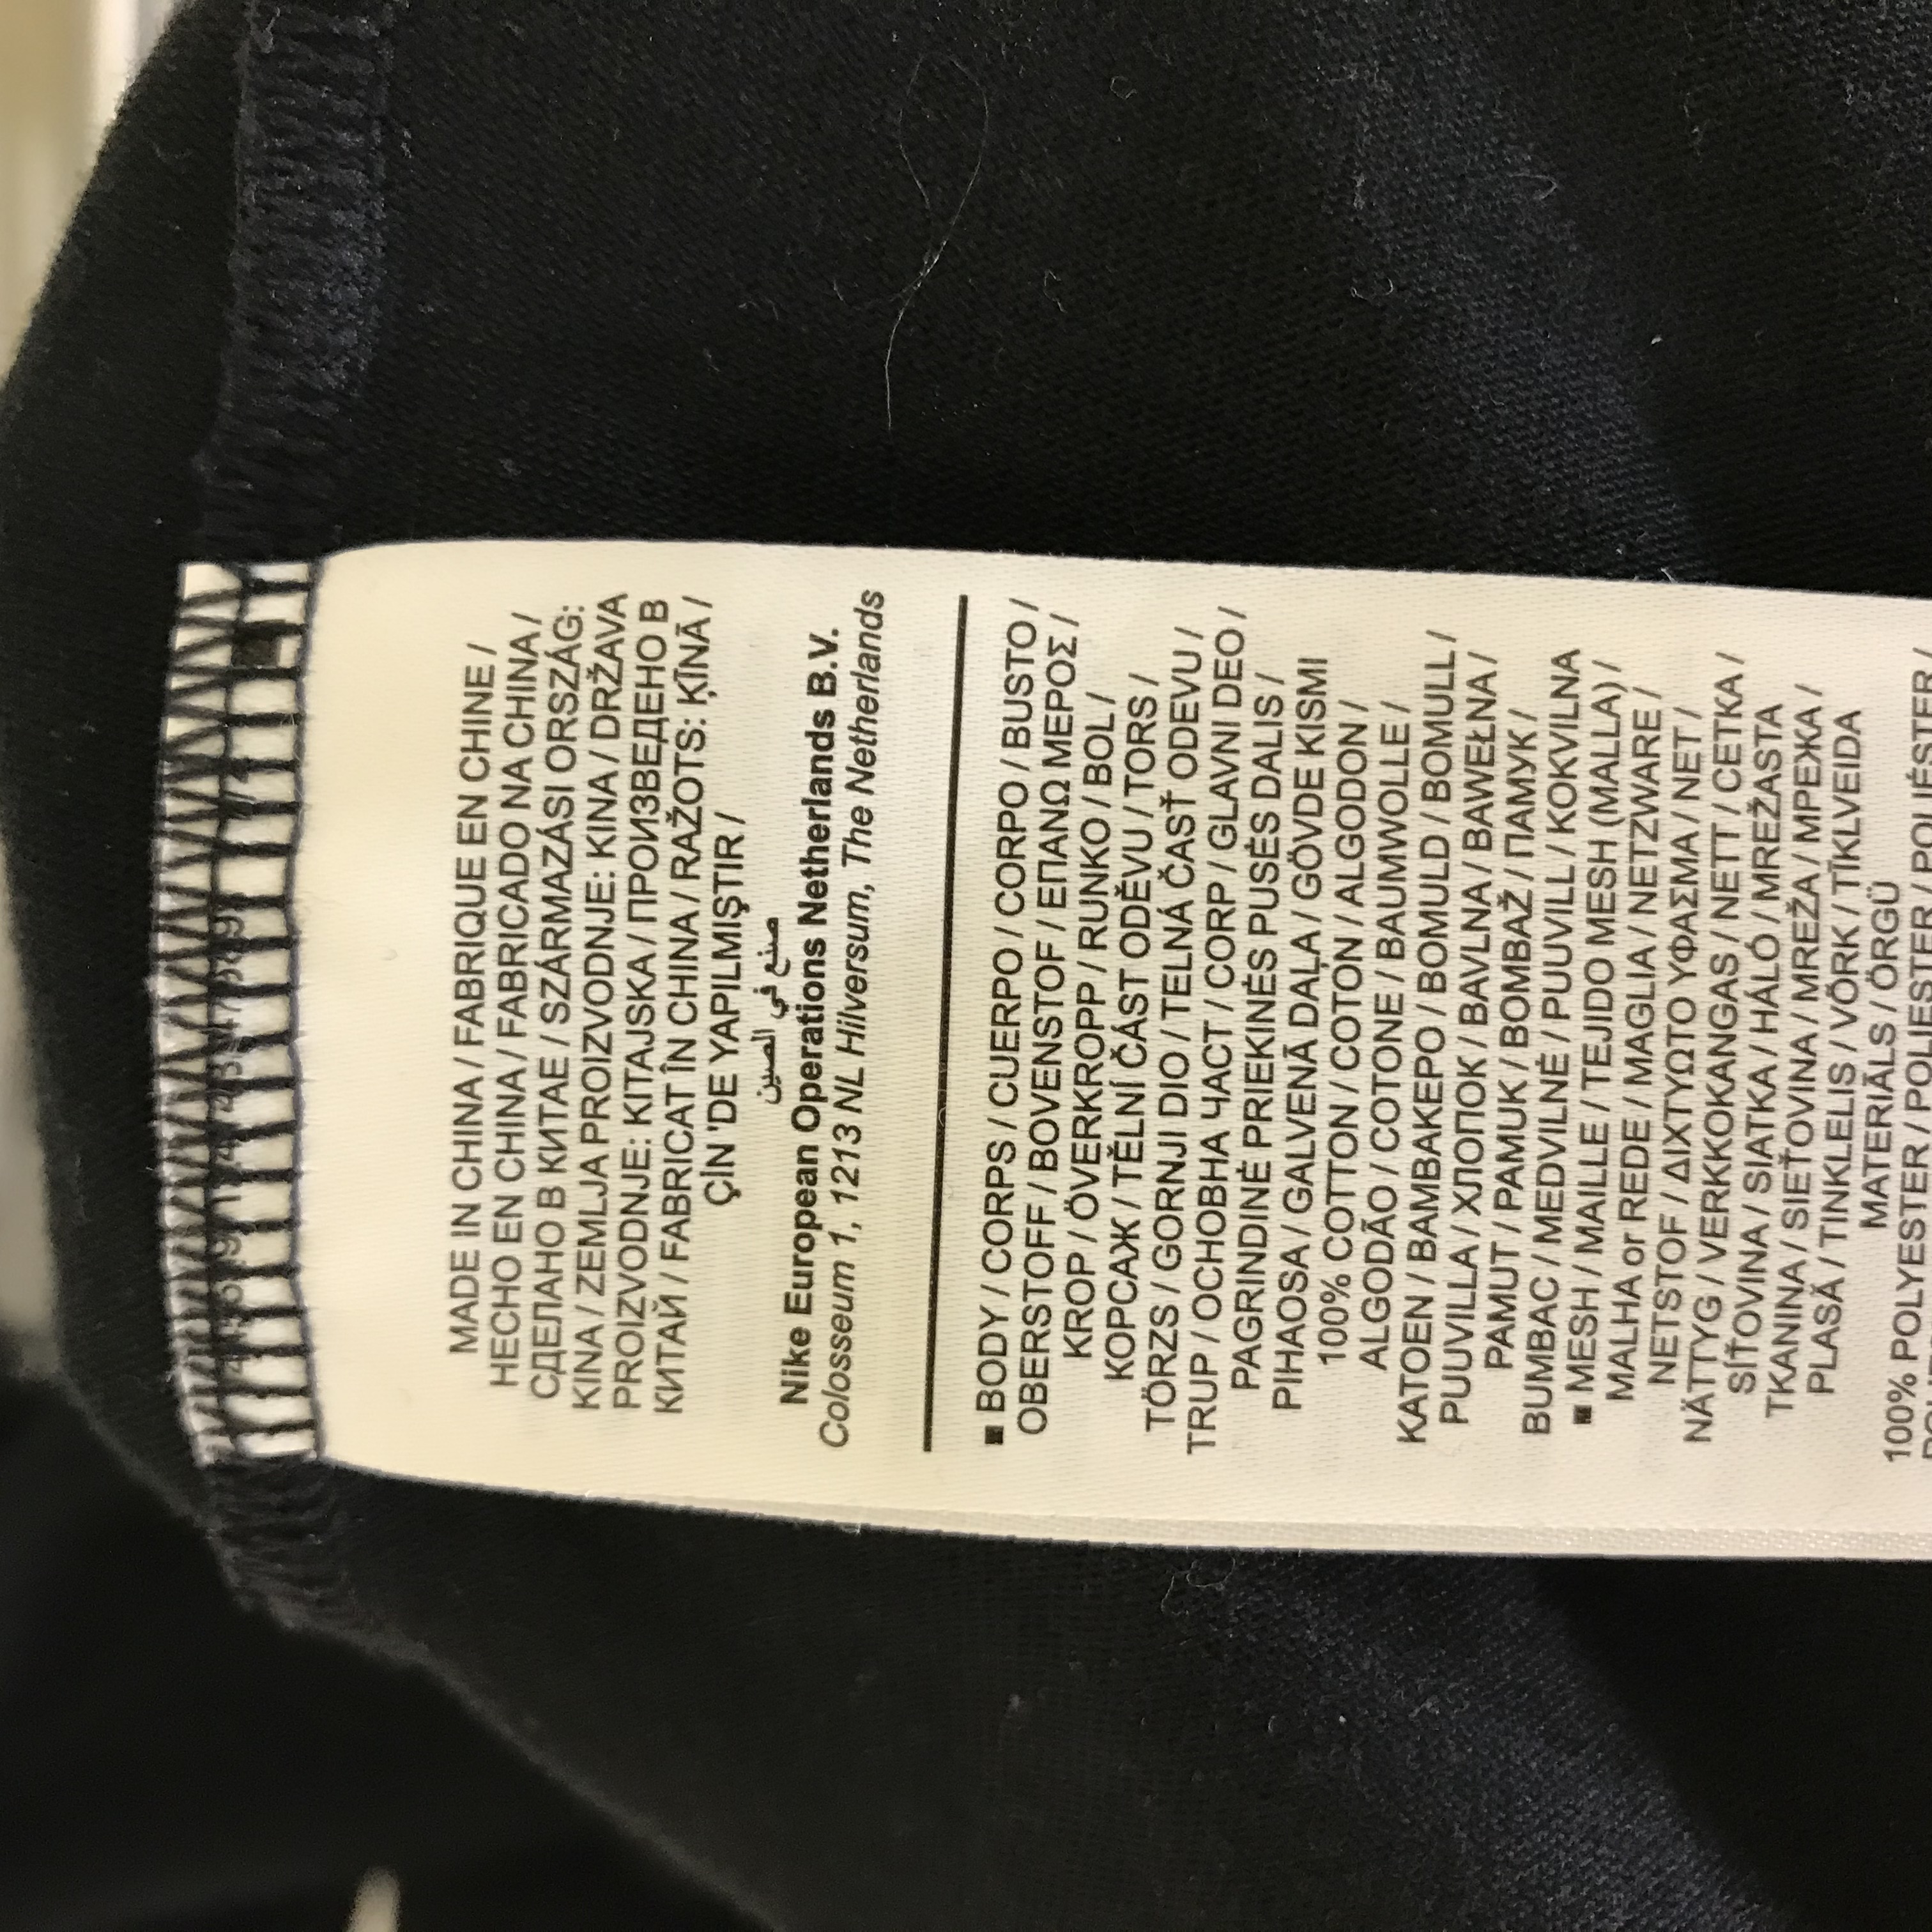 MADE IN CHINA / FABRIQUE EN CHINE /
HECHO EN CHINA / FABRICADO NA CHINA /
СДЕЛАНО В КИТАЕ / SZÁRMAZÁSI ORSZÁG:
KINA / ZEMLJA PROIZVODNJE: KINA / DRŽAVA
PROIZVODNJE: KITAJSKA / ПРОИЗВЕДЕНО В
КИТАЙ / FABRICAT ÎN CHINA / RAŽOTS: ĶĪNĀ /
ÇİN 'DE YAPILMIŞTIR /
صنع في الصين
Nike European Operations Netherlands B.V.
Colosseum 1, 1213 NL Hilversum, The Netherlands
■ BODY / CORPS / CUERPO / CORPO / BUSTO /
OBERSTOFF / BOVENSTOF / ΕΠΑΝΩ ΜΕΡΟΣ /
KROP / ÖVERKROPP / RUNKO / BOL /
КОРСАЖ / TĚLNÍ ČÁST ODĚVU / TORS /
TÖRZS / GORNJI DIO / TELNÁ ČASŤ ODEVU /
TRUP / ОСНОВНА ЧАСТ / CORP / GLAVNI DEO /
PAGRINDINĖ PRIEKINĖS PUSĖS DALIS /
PIHAOSA / GALVENĀ DAĻA / GÖVDE KISMI
100% COTTON / COTON / ALGODON /
ALGODÃO / COTONE / BAUMWOLLE /
KATOEN / ΒΑΜΒΑΚΕΡΟ / BOMULD / BOMULL /
PUUVILLA / ХЛОПОК / BAVLNA / BAWEŁNA /
PAMUT / PAMUK / BOMBAŽ / ПАМУК /
BUMBAC / MEDVILNĖ / PUUVILL / KOKVILNA
■ MESH / MAILLE / TEJIDO MESH (MALLA) /
MALHA or REDE / MAGLIA / NETZWARE /
NETSTOF / ΔΙΧΤΥΩΤΟ ΥΦΑΣΜΑ / NET /
NÄTTYG / VERKKOKANGAS / NETT / СЕТКА /
SÍŤOVINA / SIATKA / HÁLÓ / MREŽASTA
TKANINA / SIEŤOVINA / MREŽA / МРЕЖА /
PLASĂ / TINKLELIS / VÕRK / TĪKLVEIDA
MATERIĀLS / ÖRGÜ
100% POLYESTER / POLIESTER / POLIÉSTER /